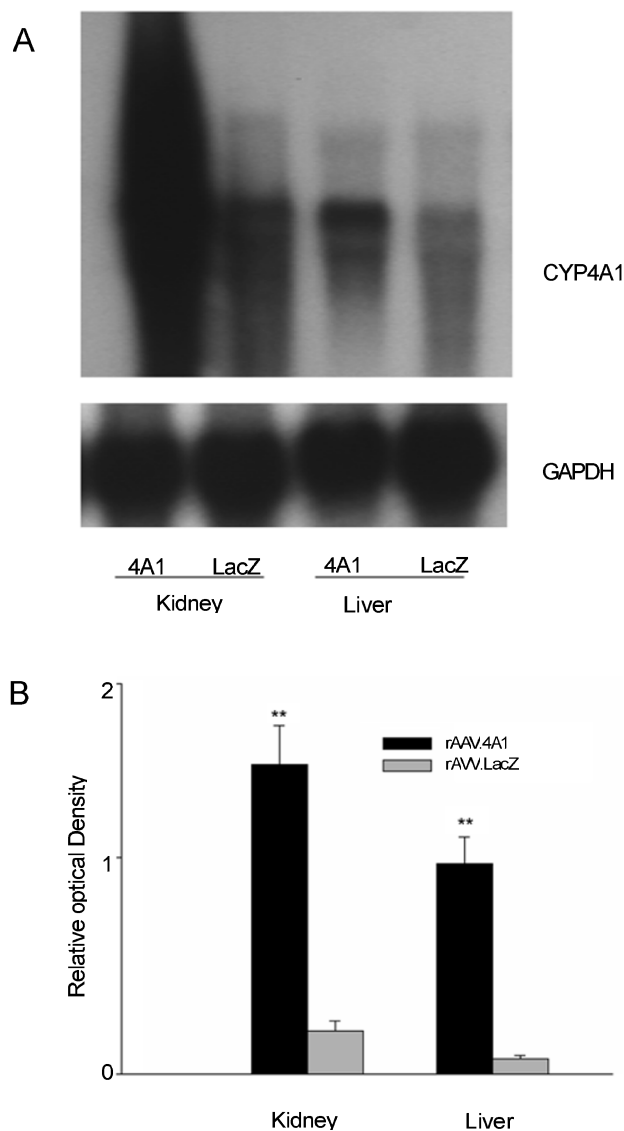 A
CYP4A1
GAPDH
4A1 LacZ 4A1 LacZ
Kidney Liver
B
2
**
rAAV.4A1
rAVV.LacZ
**
Relative optical Density
1
0
Kidney Liver